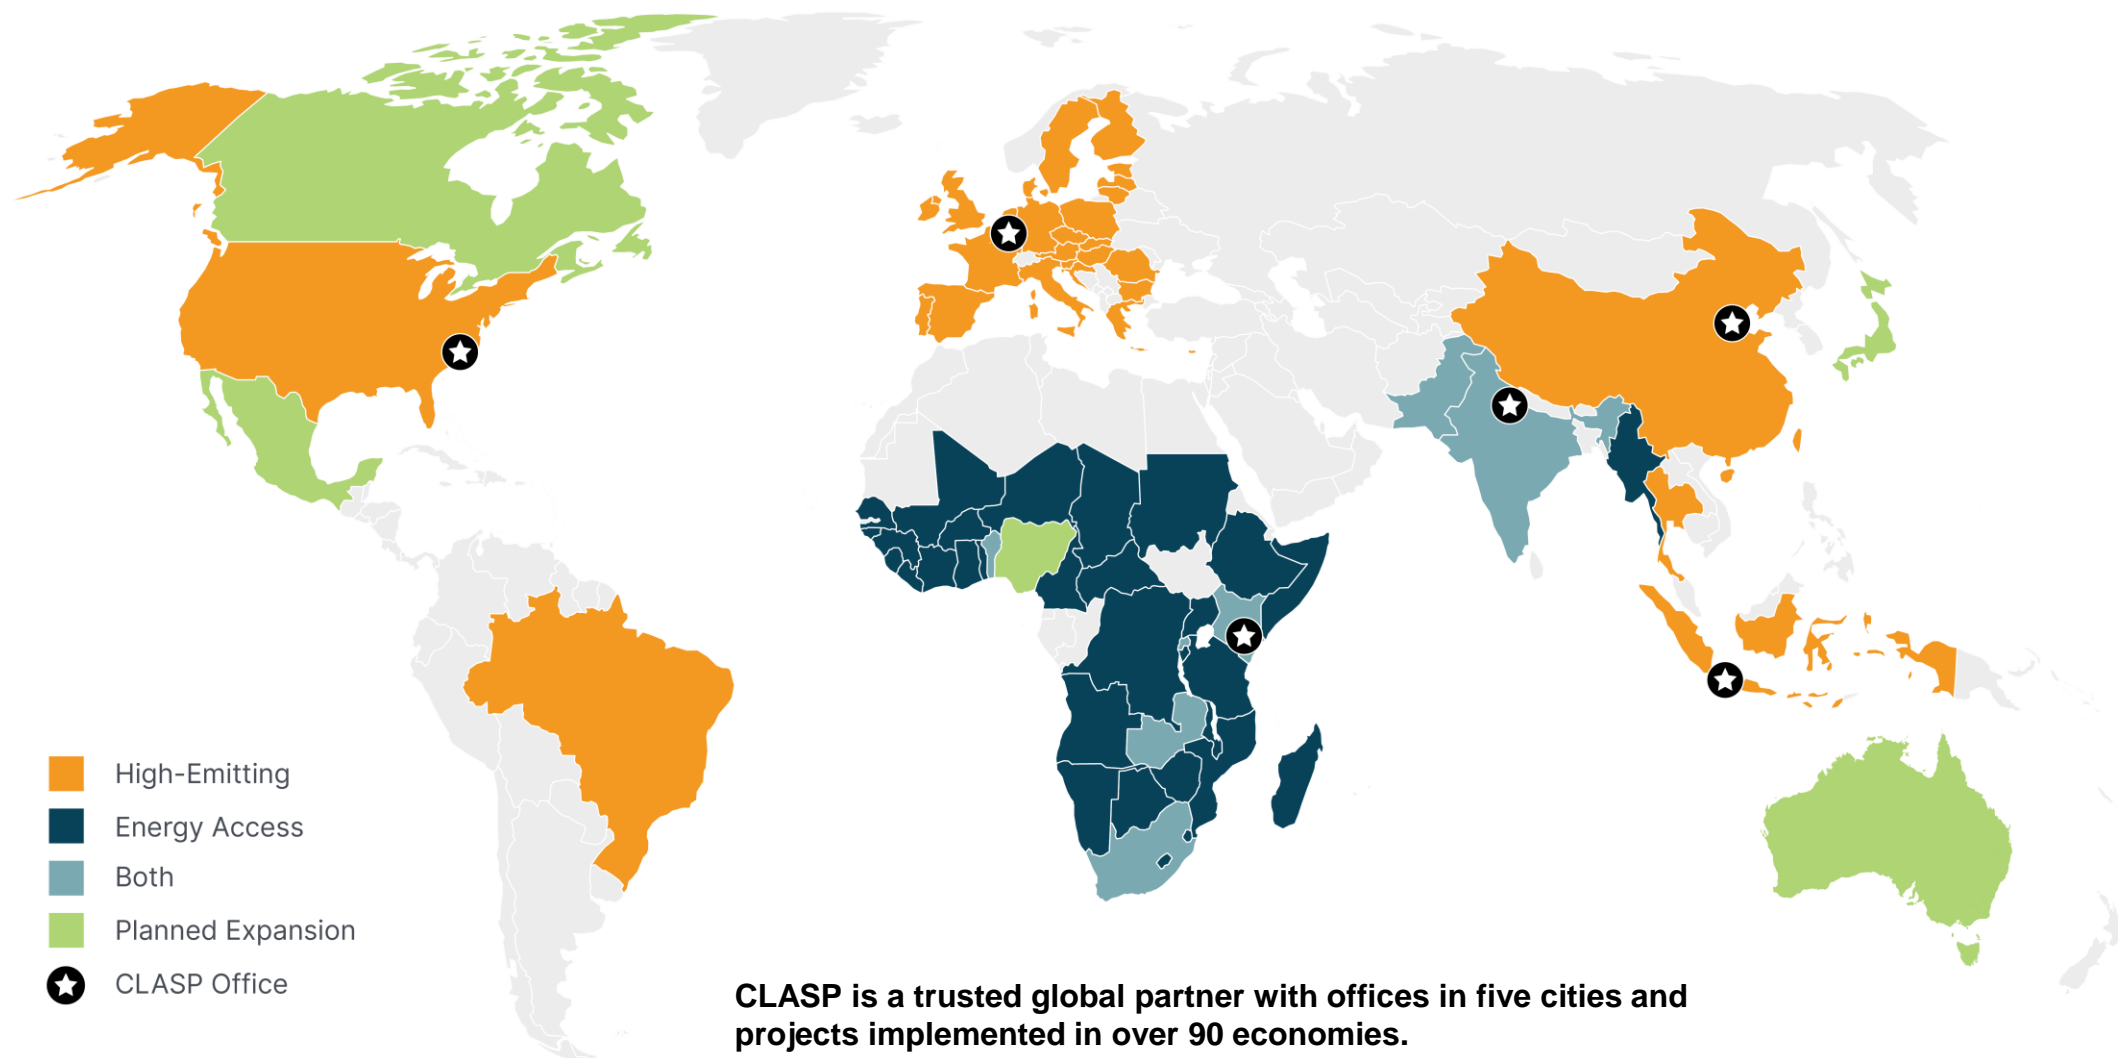 High-Emitting
Energy Access
Both
Planned Expansion
CLASP Office
CLASP is a trusted global partner with offices in five cities and
projects implemented in over 90 economies.